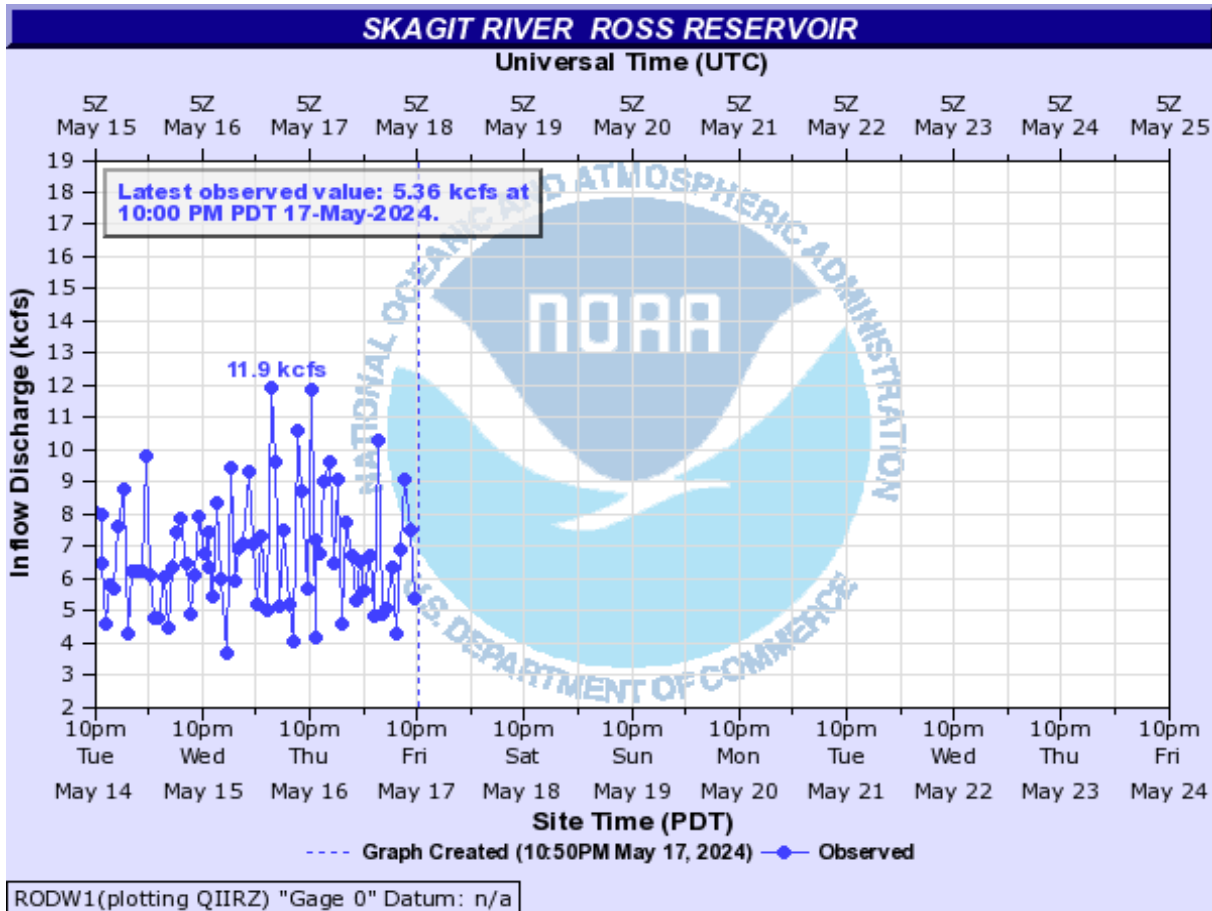 SKAGIT RIVER ROSS RESERVOIR
Universal Time (UTC)
5Z 5Z 5Z 5Z 5Z 5Z 5Z 5Z 5Z 5Z 5Z
May 15 May 16 May 17 May 18 May 19 May 20 May 21 May 22 May 23 May 24 May 25
Latest observed value: 5.36 kcfs at
10:00 PM PDT 17-May-2024.
Inflow Discharge (kcfs)
19
18
17
16
15
14
13
12
11
10
9
8
7
6
5
4
3
2
11.9 kcfs
NATIONAL OCEANIC AND ATMOSPHERIC ADMINISTRATION
NOAA
U.S. DEPARTMENT OF COMMERCE
10pm 10pm 10pm 10pm 10pm 10pm 10pm 10pm 10pm 10pm 10pm
Tue Wed Thu Fri Sat Sun Mon Tue Wed Thu Fri
May 14 May 15 May 16 May 17 May 18 May 19 May 20 May 21 May 22 May 23 May 24
Site Time (PDT)
Graph Created (10:50PM May 17, 2024) Observed
RODW1(plotting QIIRZ) "Gage 0" Datum: n/a